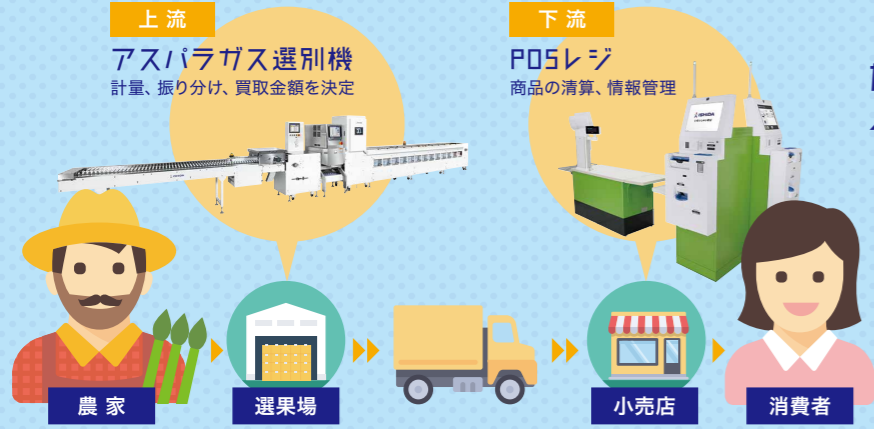 上流
アスパラガス選別機
計量、振り分け、買取金額を決定
下流
POSレジ
商品の清算、情報管理
ISHIDA
農家
選果場
小売店
消費者